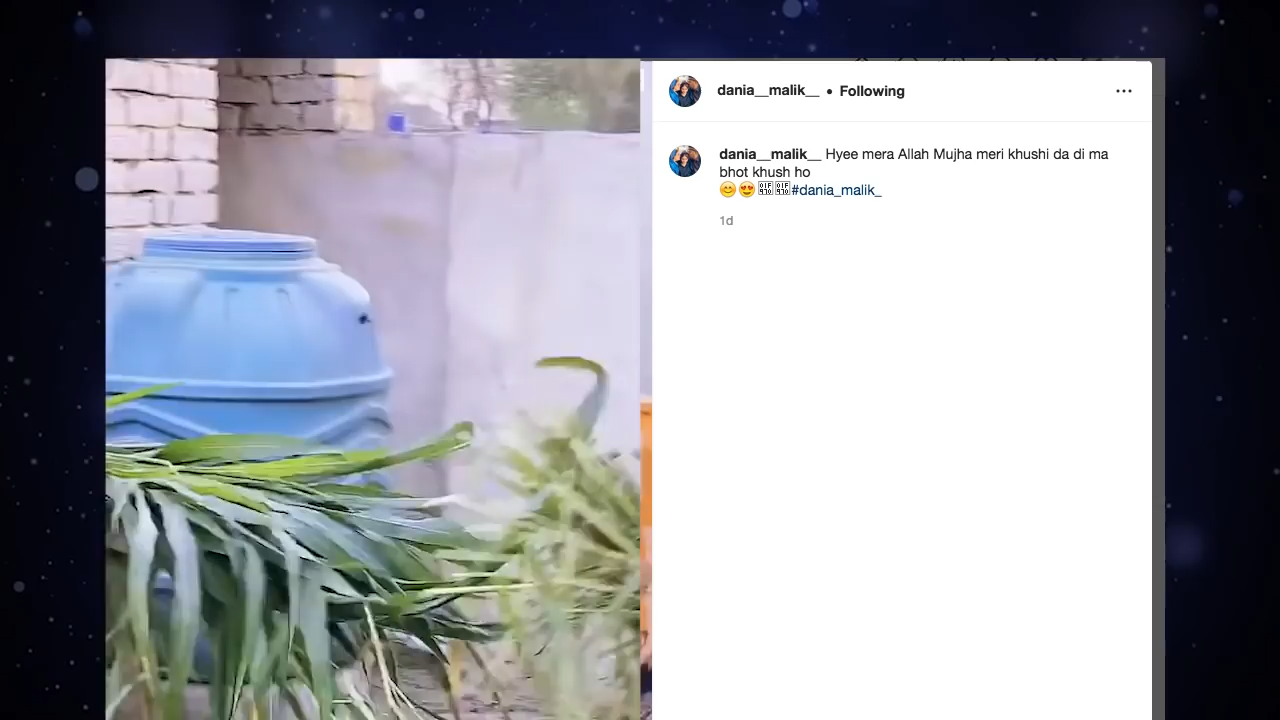 dania__malik__ • Following
dania__malik__ Hyee mera Allah Mujha meri khushi da di ma
bhot khush ho
😊😍#dania_malik_
1d